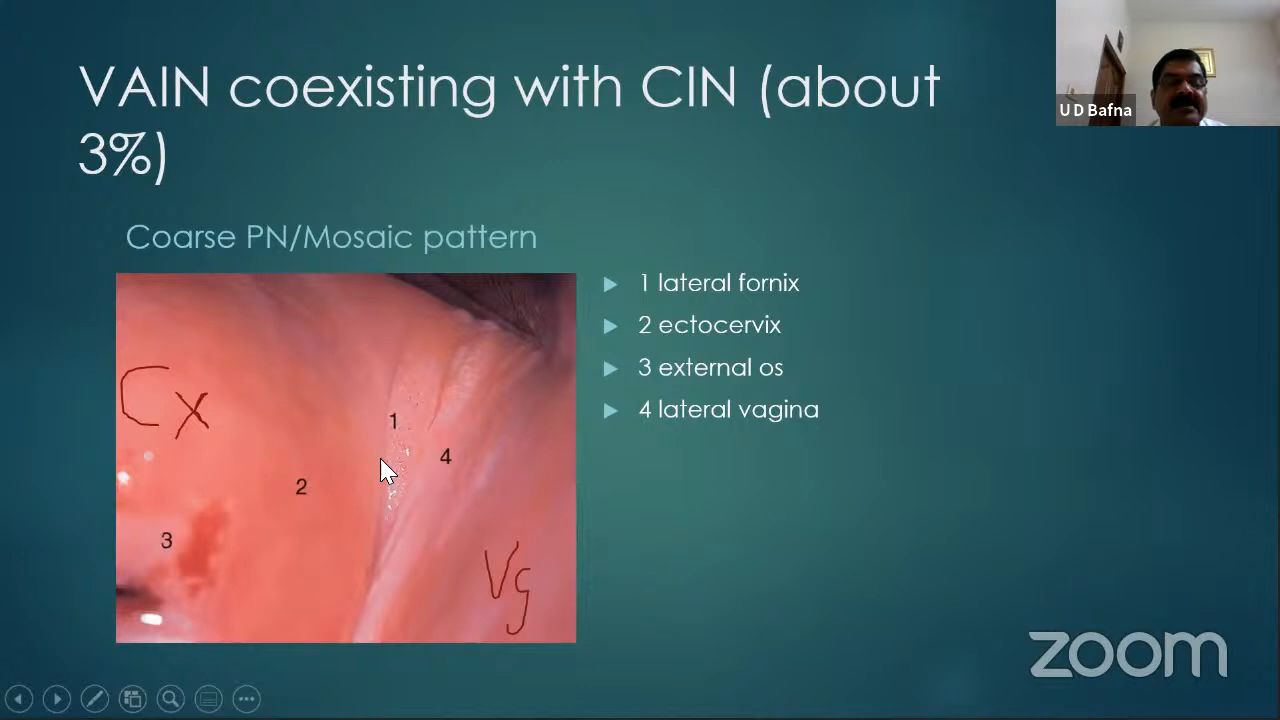 VAIN coexisting with CIN (about
3%)
U D Bafna
Coarse PN/Mosaic pattern
1 lateral fornix
2 ectocervix
3 external os
4 lateral vagina
Cx
1
4
2
3
Vg
zoom